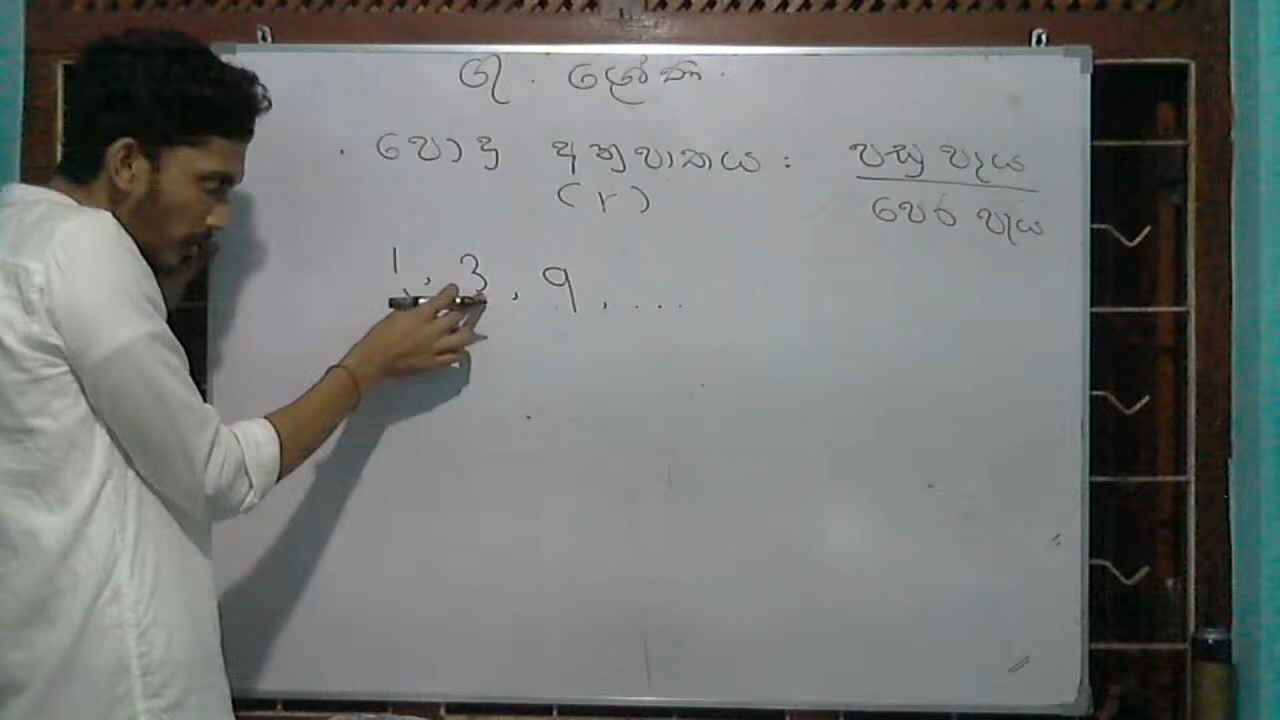 ගු. ශ්‍රේණි.
. පොදු අනුපාතය : පසු පදය
(r) පෙර පදය
1, 3, 9, ....